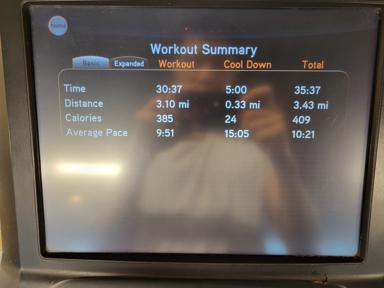 Home
Workout Summary
Basic Expanded Workout Cool Down Total
Time 30:37 5:00 35:37
Distance 3.10 mi 0.33 mi 3.43 mi
Calories 385 24 409
Average Pace 9:51 15:05 10:21